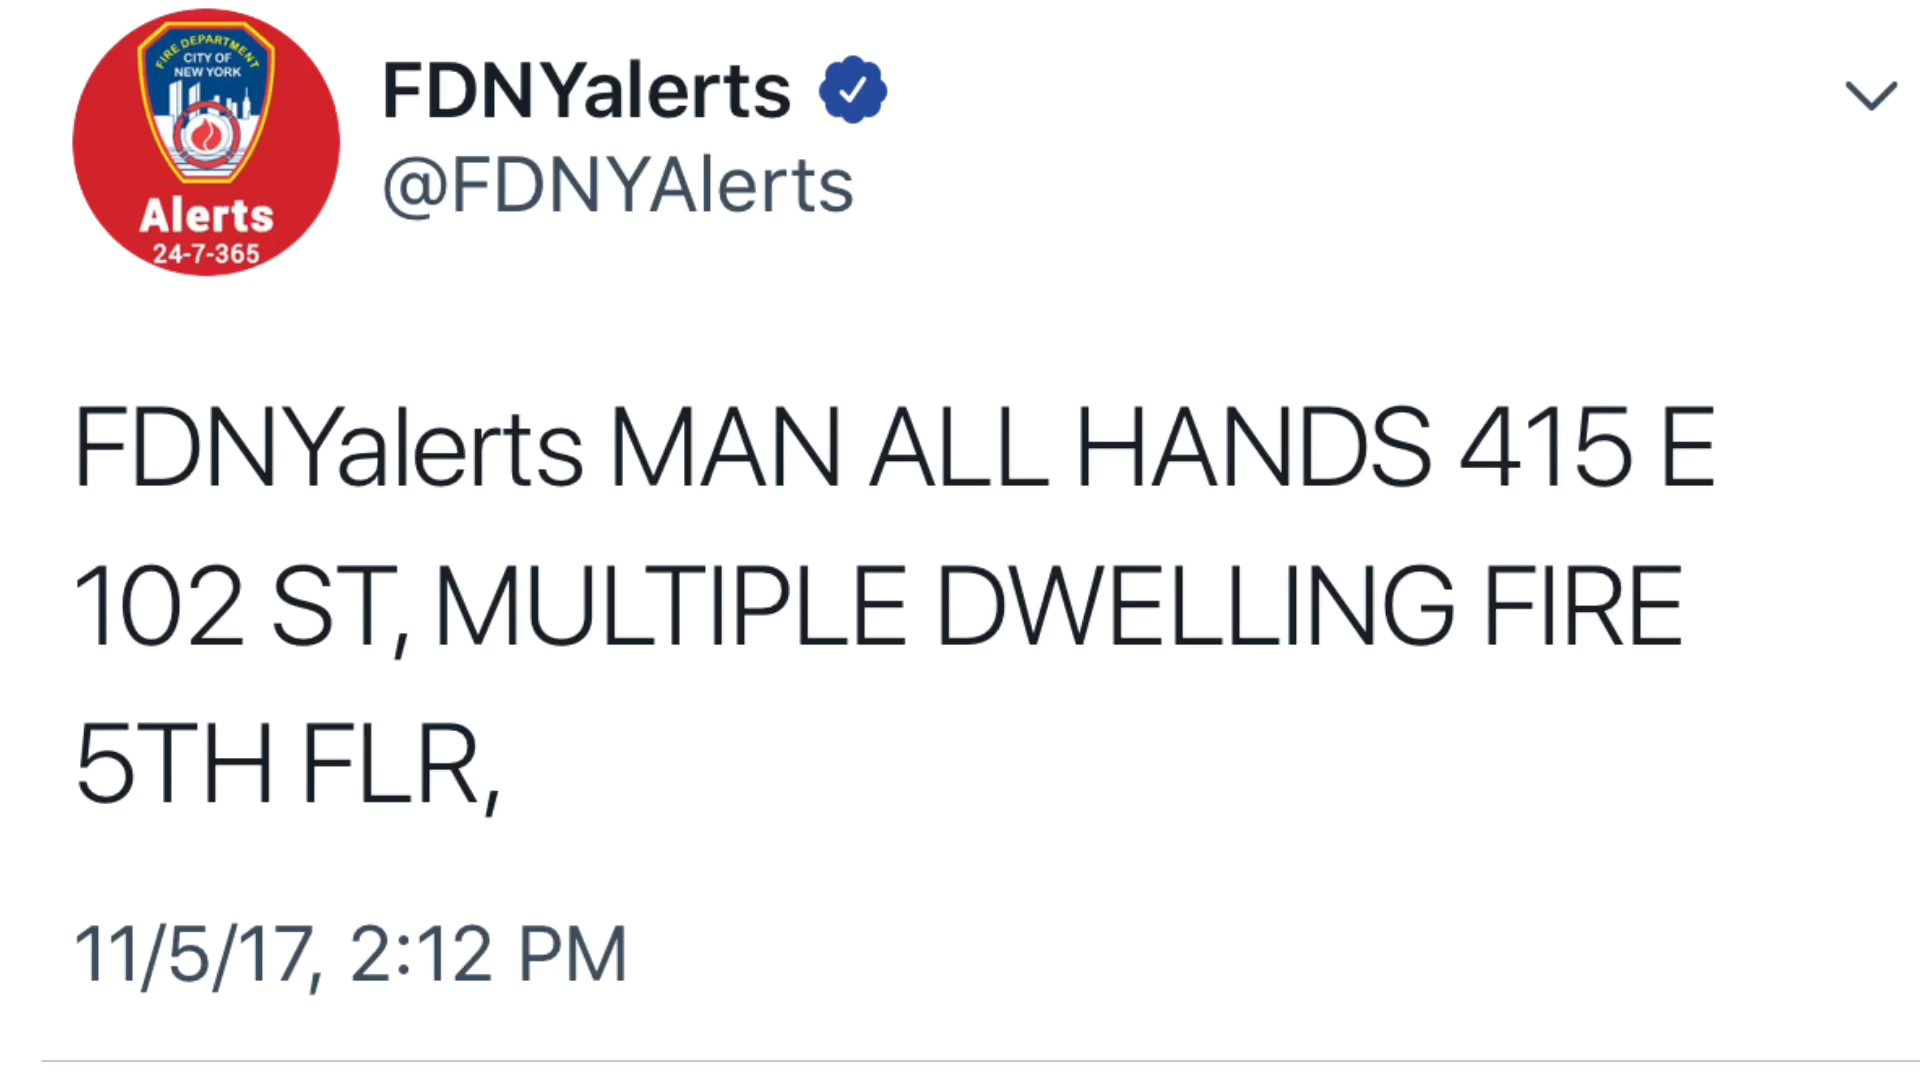 FIRE DEPARTMENT
CITY OF
NEW YORK
Alerts
24-7-365
FDNYalerts
@FDNYAlerts
FDNYalerts MAN ALL HANDS 415 E
102 ST, MULTIPLE DWELLING FIRE
5TH FLR,
11/5/17, 2:12 PM